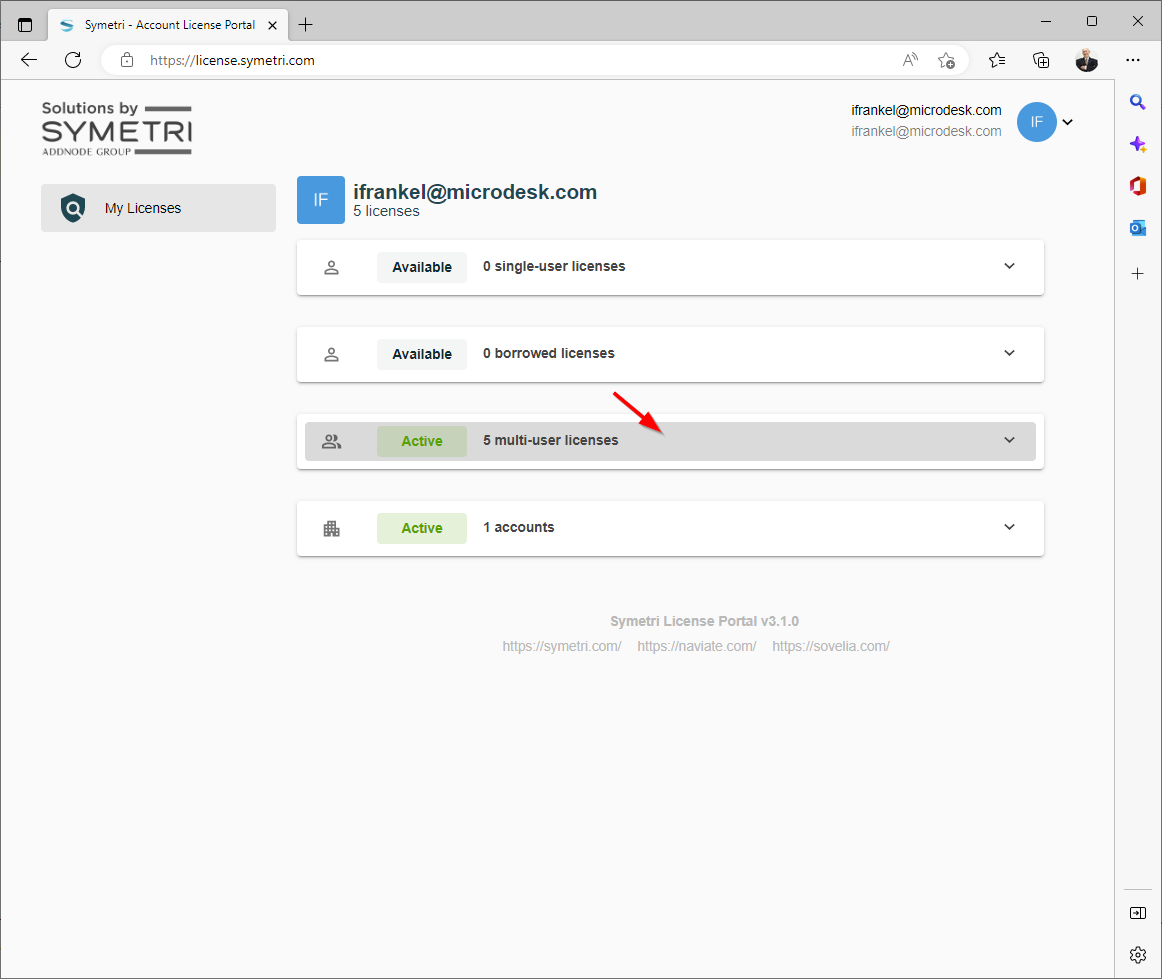 Symetri - Account License Portal
https://license.symetri.com
Solutions by
SYMETRI
ADDNODE GROUP
ifrankel@microdesk.com
ifrankel@microdesk.com
IF
My Licenses
IF
ifrankel@microdesk.com
5 licenses
Available
0 single-user licenses
Available
0 borrowed licenses
Active
5 multi-user licenses
Active
1 accounts
Symetri License Portal v3.1.0
https://symetri.com/ https://naviate.com/ https://sovelia.com/